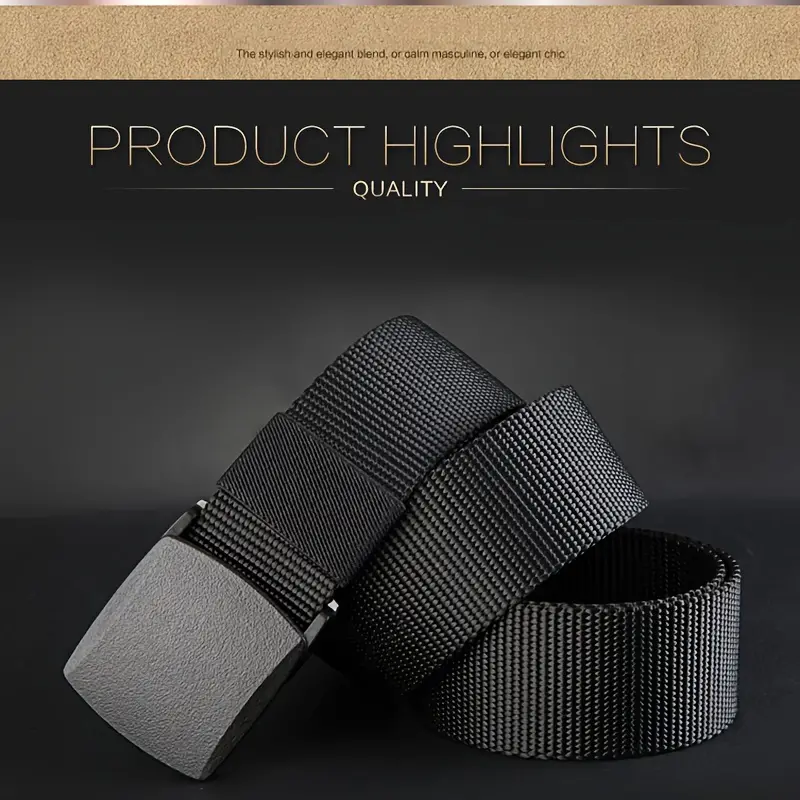 The stylish and elegant blend, or calm masculine, or elegant chic
PRODUCT HIGHLIGHTS
QUALITY